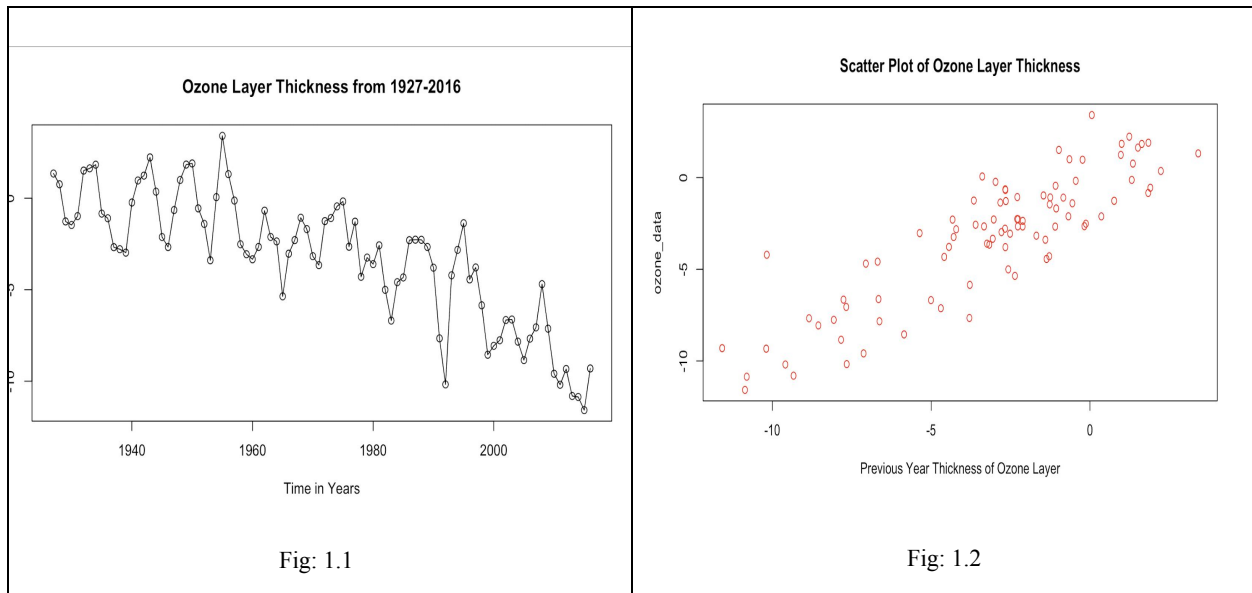 Ozone Layer Thickness from 1927-2016
0
-5
-10
1940 1960 1980 2000
Time in Years
Fig: 1.1
Scatter Plot of Ozone Layer Thickness
ozone_data
0
-5
-10
-10 -5 0
Previous Year Thickness of Ozone Layer
Fig: 1.2